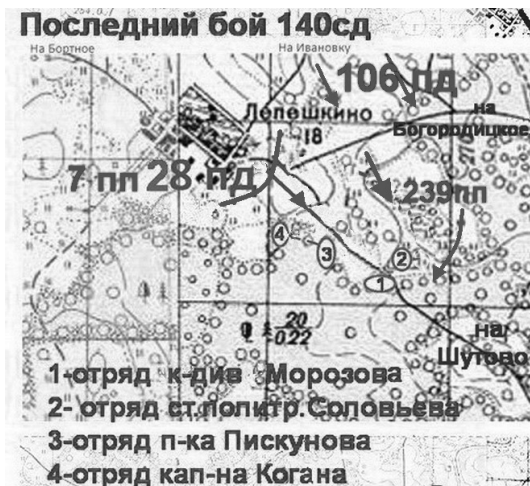 Последний бой 140сд
На Бортное
На Ивановку
106 пд
Лепешкино
18
на
Богородицкое
7 пп 28 пд
239пп
4
3
2
1
20
0.22
на
Шутово
1-отряд к-див Морозова
2- отряд ст.политр.Соловьева
3-отряд п-ка Пискунова
4-отряд кап-на Когана